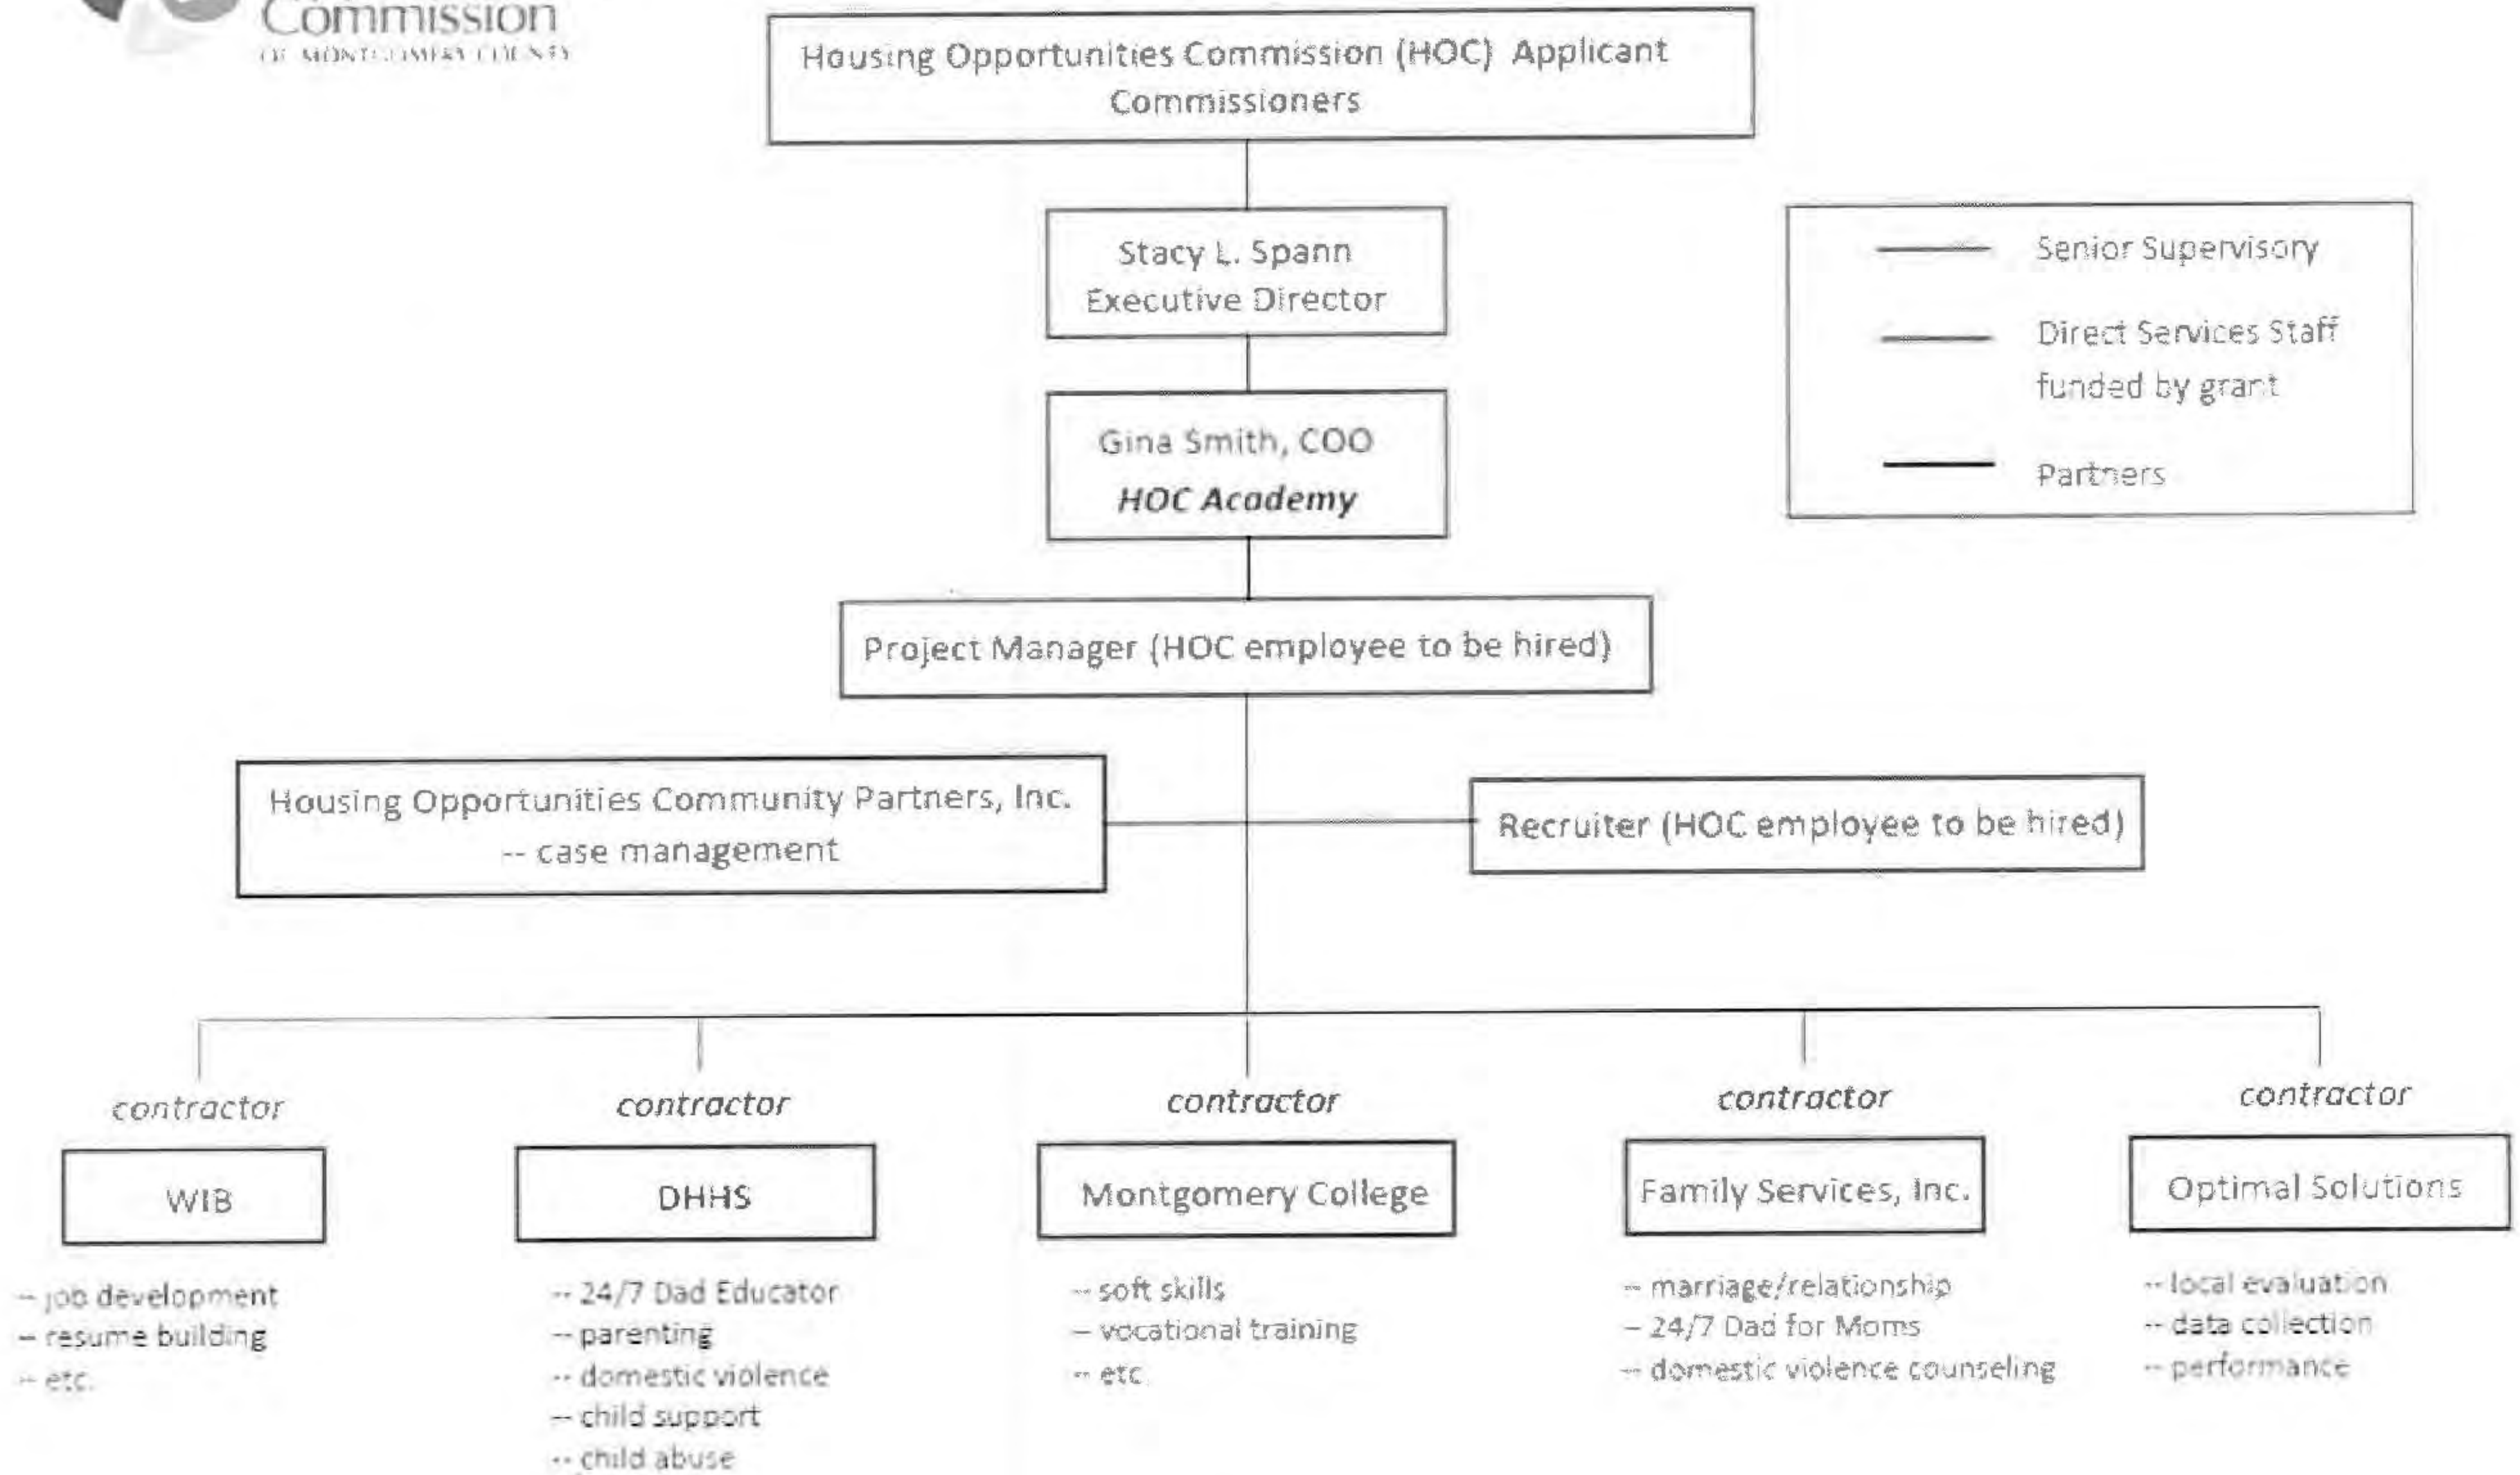 Commission
OF MONTGOMERY COUNTY
Housing Opportunities Commission (HOC) Applicant
Commissioners
Stacy L. Spann
Executive Director
Senior Supervisory
Direct Services Staff
funded by grant
Partners
Gina Smith, COO
HOC Academy
Project Manager (HOC employee to be hired)
Housing Opportunities Community Partners, Inc.
-- case management
Recruiter (HOC employee to be hired)
contractor
WIB
-- job development
-- resume building
-- etc.
contractor
DHHS
-- 24/7 Dad Educator
-- parenting
-- domestic violence
-- child support
-- child abuse
contractor
Montgomery College
-- soft skills
-- vocational training
-- etc
contractor
Family Services, Inc.
-- marriage/relationship
-- 24/7 Dad for Moms
-- domestic violence counseling
contractor
Optimal Solutions
-- local evaluation
-- data collection
-- performance